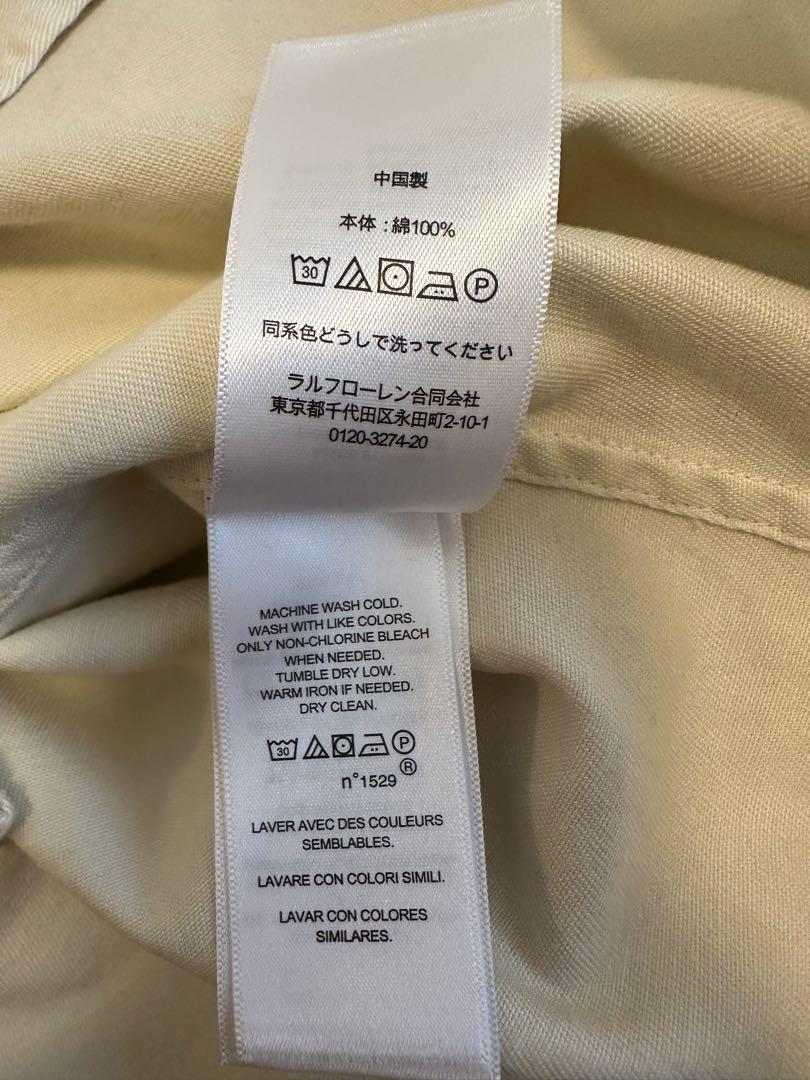 中国製
本体 : 綿100%
30 P
同系色どうしで洗ってください
ラルフローレン合同会社
東京都千代田区永田町2-10-1
0120-3274-20
MACHINE WASH COLD.
WASH WITH LIKE COLORS.
ONLY NON-CHLORINE BLEACH
WHEN NEEDED.
TUMBLE DRY LOW.
WARM IRON IF NEEDED.
DRY CLEAN.
30 P
n°1529 ®
LAVER AVEC DES COULEURS
SEMBLABLES.
LAVARE CON COLORI SIMILI.
LAVAR CON COLORES
SIMILARES.